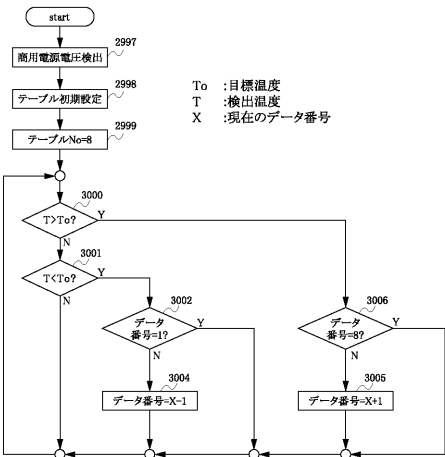 start
2997
商用電源電圧検出
2998
テーブル初期設定
2999
テーブルNo=8
To :目標温度
T :検出温度
X :現在のデータ番号
3000
T>To?
Y
N
3001
T<To?
Y
N
3002
データ
番号=1?
Y
N
3006
データ
番号=8?
Y
N
3004
データ番号=X-1
3005
データ番号=X+1